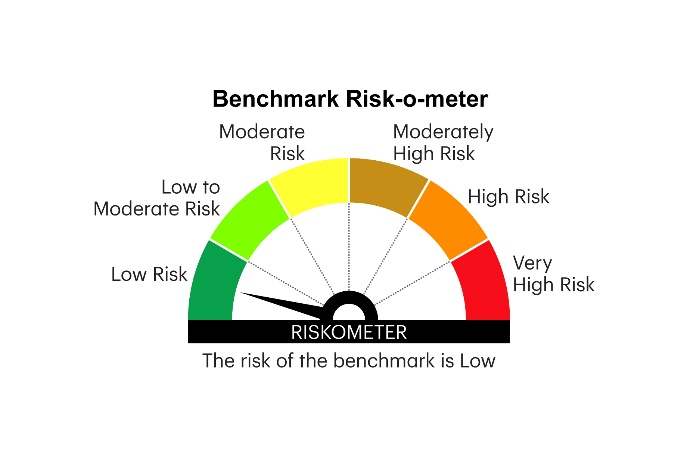 Benchmark Risk-o-meter
Moderate
Risk
Moderately
High Risk
Low to
Moderate Risk
High Risk
Low Risk
Very
High Risk
RISKOMETER
The risk of the benchmark is Low